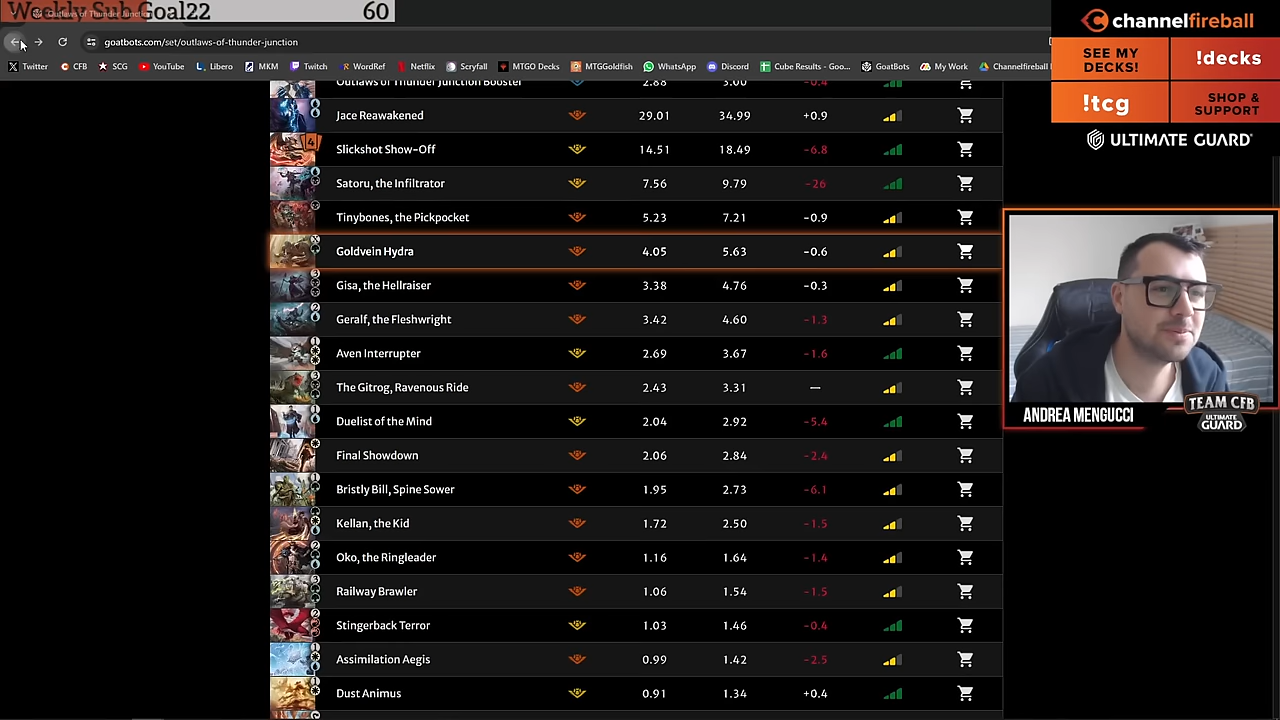 Weekly Sub Goal22 60
goatbots.com/set/outlaws-of-thunder-junction
Twitter CFB SCG YouTube Libero MKM Twitch WordRef Netflix Scryfall MTGO Decks MTGGoldfish WhatsApp Discord Cube Results - Goo... GoatBots My Work Channelfireball
channelfireball
SEE MY DECKS! !decks
!tcg SHOP & SUPPORT
ULTIMATE GUARD
Outlaws of Thunder Junction Booster 2.88 3.00 -0.4
Jace Reawakened 29.01 34.99 +0.9
4
Slickshot Show-Off 14.51 18.49 -6.8
Satoru, the Infiltrator 7.56 9.79 -26
Tinybones, the Pickpocket 5.23 7.21 -0.9
Goldvein Hydra 4.05 5.63 -0.6
Gisa, the Hellraiser 3.38 4.76 -0.3
Geralf, the Fleshwright 3.42 4.60 -1.3
Aven Interrupter 2.69 3.67 -1.6
The Gitrog, Ravenous Ride 2.43 3.31 —
Duelist of the Mind 2.04 2.92 -5.4
Final Showdown 2.06 2.84 -2.4
Bristly Bill, Spine Sower 1.95 2.73 -6.1
Kellan, the Kid 1.72 2.50 -1.5
Oko, the Ringleader 1.16 1.64 -1.4
Railway Brawler 1.06 1.54 -1.5
Stingerback Terror 1.03 1.46 -0.4
Assimilation Aegis 0.99 1.42 -2.5
Dust Animus 0.91 1.34 +0.4
ANDREA MENGUCCI
TEAM CFB
ULTIMATE GUARD